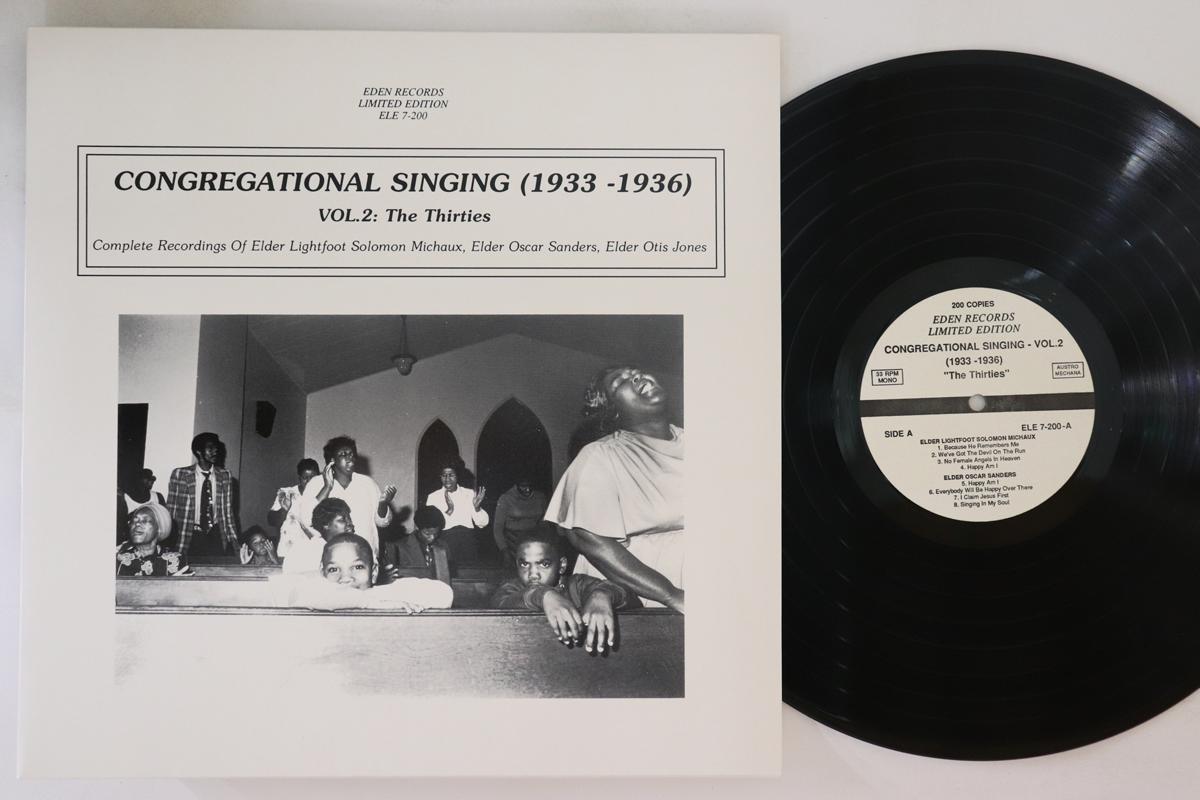 EDEN RECORDS
LIMITED EDITION
ELE 7-200
CONGREGATIONAL SINGING (1933 -1936)
VOL.2: The Thirties
Complete Recordings Of Elder Lightfoot Solomon Michaux, Elder Oscar Sanders, Elder Otis Jones
200 COPIES
EDEN RECORDS
LIMITED EDITION
CONGREGATIONAL SINGING - VOL.2
(1933 -1936)
"The Thirties"
33 RPM
MONO
AUSTRO
MECHANA
SIDE A
ELE 7-200-A
ELDER LIGHTFOOT SOLOMON MICHAUX
1. Because He Remembers Me
2. We've Got The Devil On The Run
3. No Female Angels In Heaven
4. Happy Am I
ELDER OSCAR SANDERS
5. Happy Am I
6. Everybody Will Be Happy Over There
7. I Claim Jesus First
8. Singing In My Soul